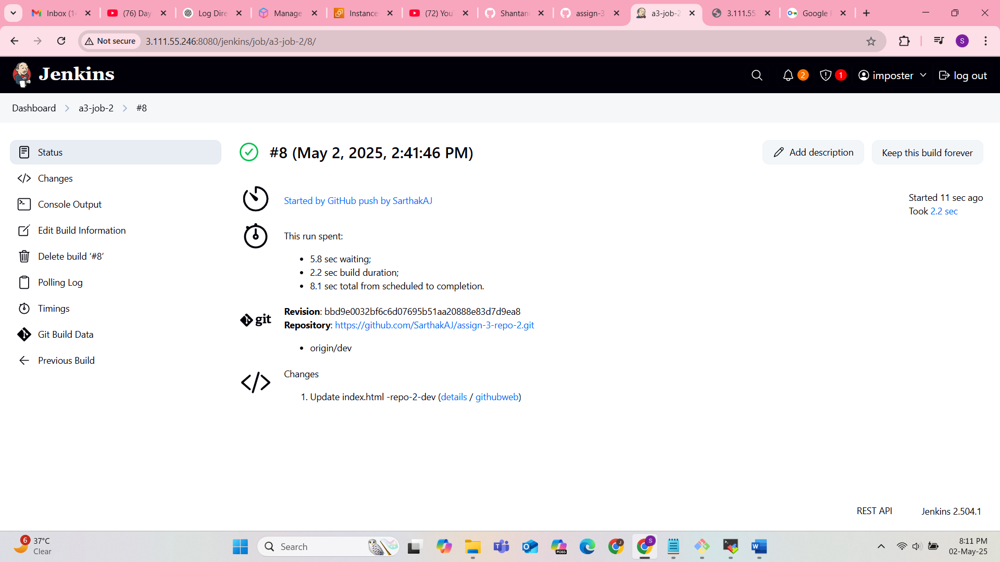 Inbox (14
(76) Day
Log Dire
Manage
Instance
(72) You
Shantan
assign-3
a3-job-2
3.111.55
Google
Not secure
3.111.55.246:8080/jenkins/job/a3-job-2/8/
S
Jenkins
2
1
imposter
log out
Dashboard
a3-job-2
#8
Status
Changes
Console Output
Edit Build Information
Delete build ‘#8’
Polling Log
Timings
Git Build Data
Previous Build
#8 (May 2, 2025, 2:41:46 PM)
Add description
Keep this build forever
Started by GitHub push by SarthakAJ
Started 11 sec ago
Took 2.2 sec
This run spent:
5.8 sec waiting;
2.2 sec build duration;
8.1 sec total from scheduled to completion.
git
Revision: bbd9e0032bf6c6d07695b51aa20888e83d7d9ea8
Repository: https://github.com/SarthakAJ/assign-3-repo-2.git
origin/dev
Changes
1. Update index.html -repo-2-dev (details / githubweb)
REST API
Jenkins 2.504.1
6
37°C
Clear
Search
M365
J
S
8:11 PM
02-May-25